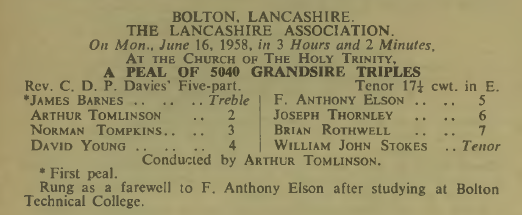 BOLTON, LANCASHIRE.
THE LANCASHIRE ASSOCIATION.
On Mon., June 16, 1958, in 3 Hours and 2 Minutes,
AT THE CHURCH OF THE HOLY TRINITY,
A PEAL OF 5040 GRANDSIRE TRIPLES
Rev. C. D. P. Davies' Five-part. Tenor 17¼ cwt. in E.
*JAMES BARNES .. .. .. Treble | F. ANTHONY ELSON .. .. 5
ARTHUR TOMLINSON .. 2 | JOSEPH THORNLEY .. .. 6
NORMAN TOMPKINS.. .. 3 | BRIAN ROTHWELL .. .. 7
DAVID YOUNG .. .. .. 4 | WILLIAM JOHN STOKES .. Tenor
Conducted by ARTHUR TOMLINSON.
* First peal.
Rung as a farewell to F. Anthony Elson after studying at Bolton
Technical College.